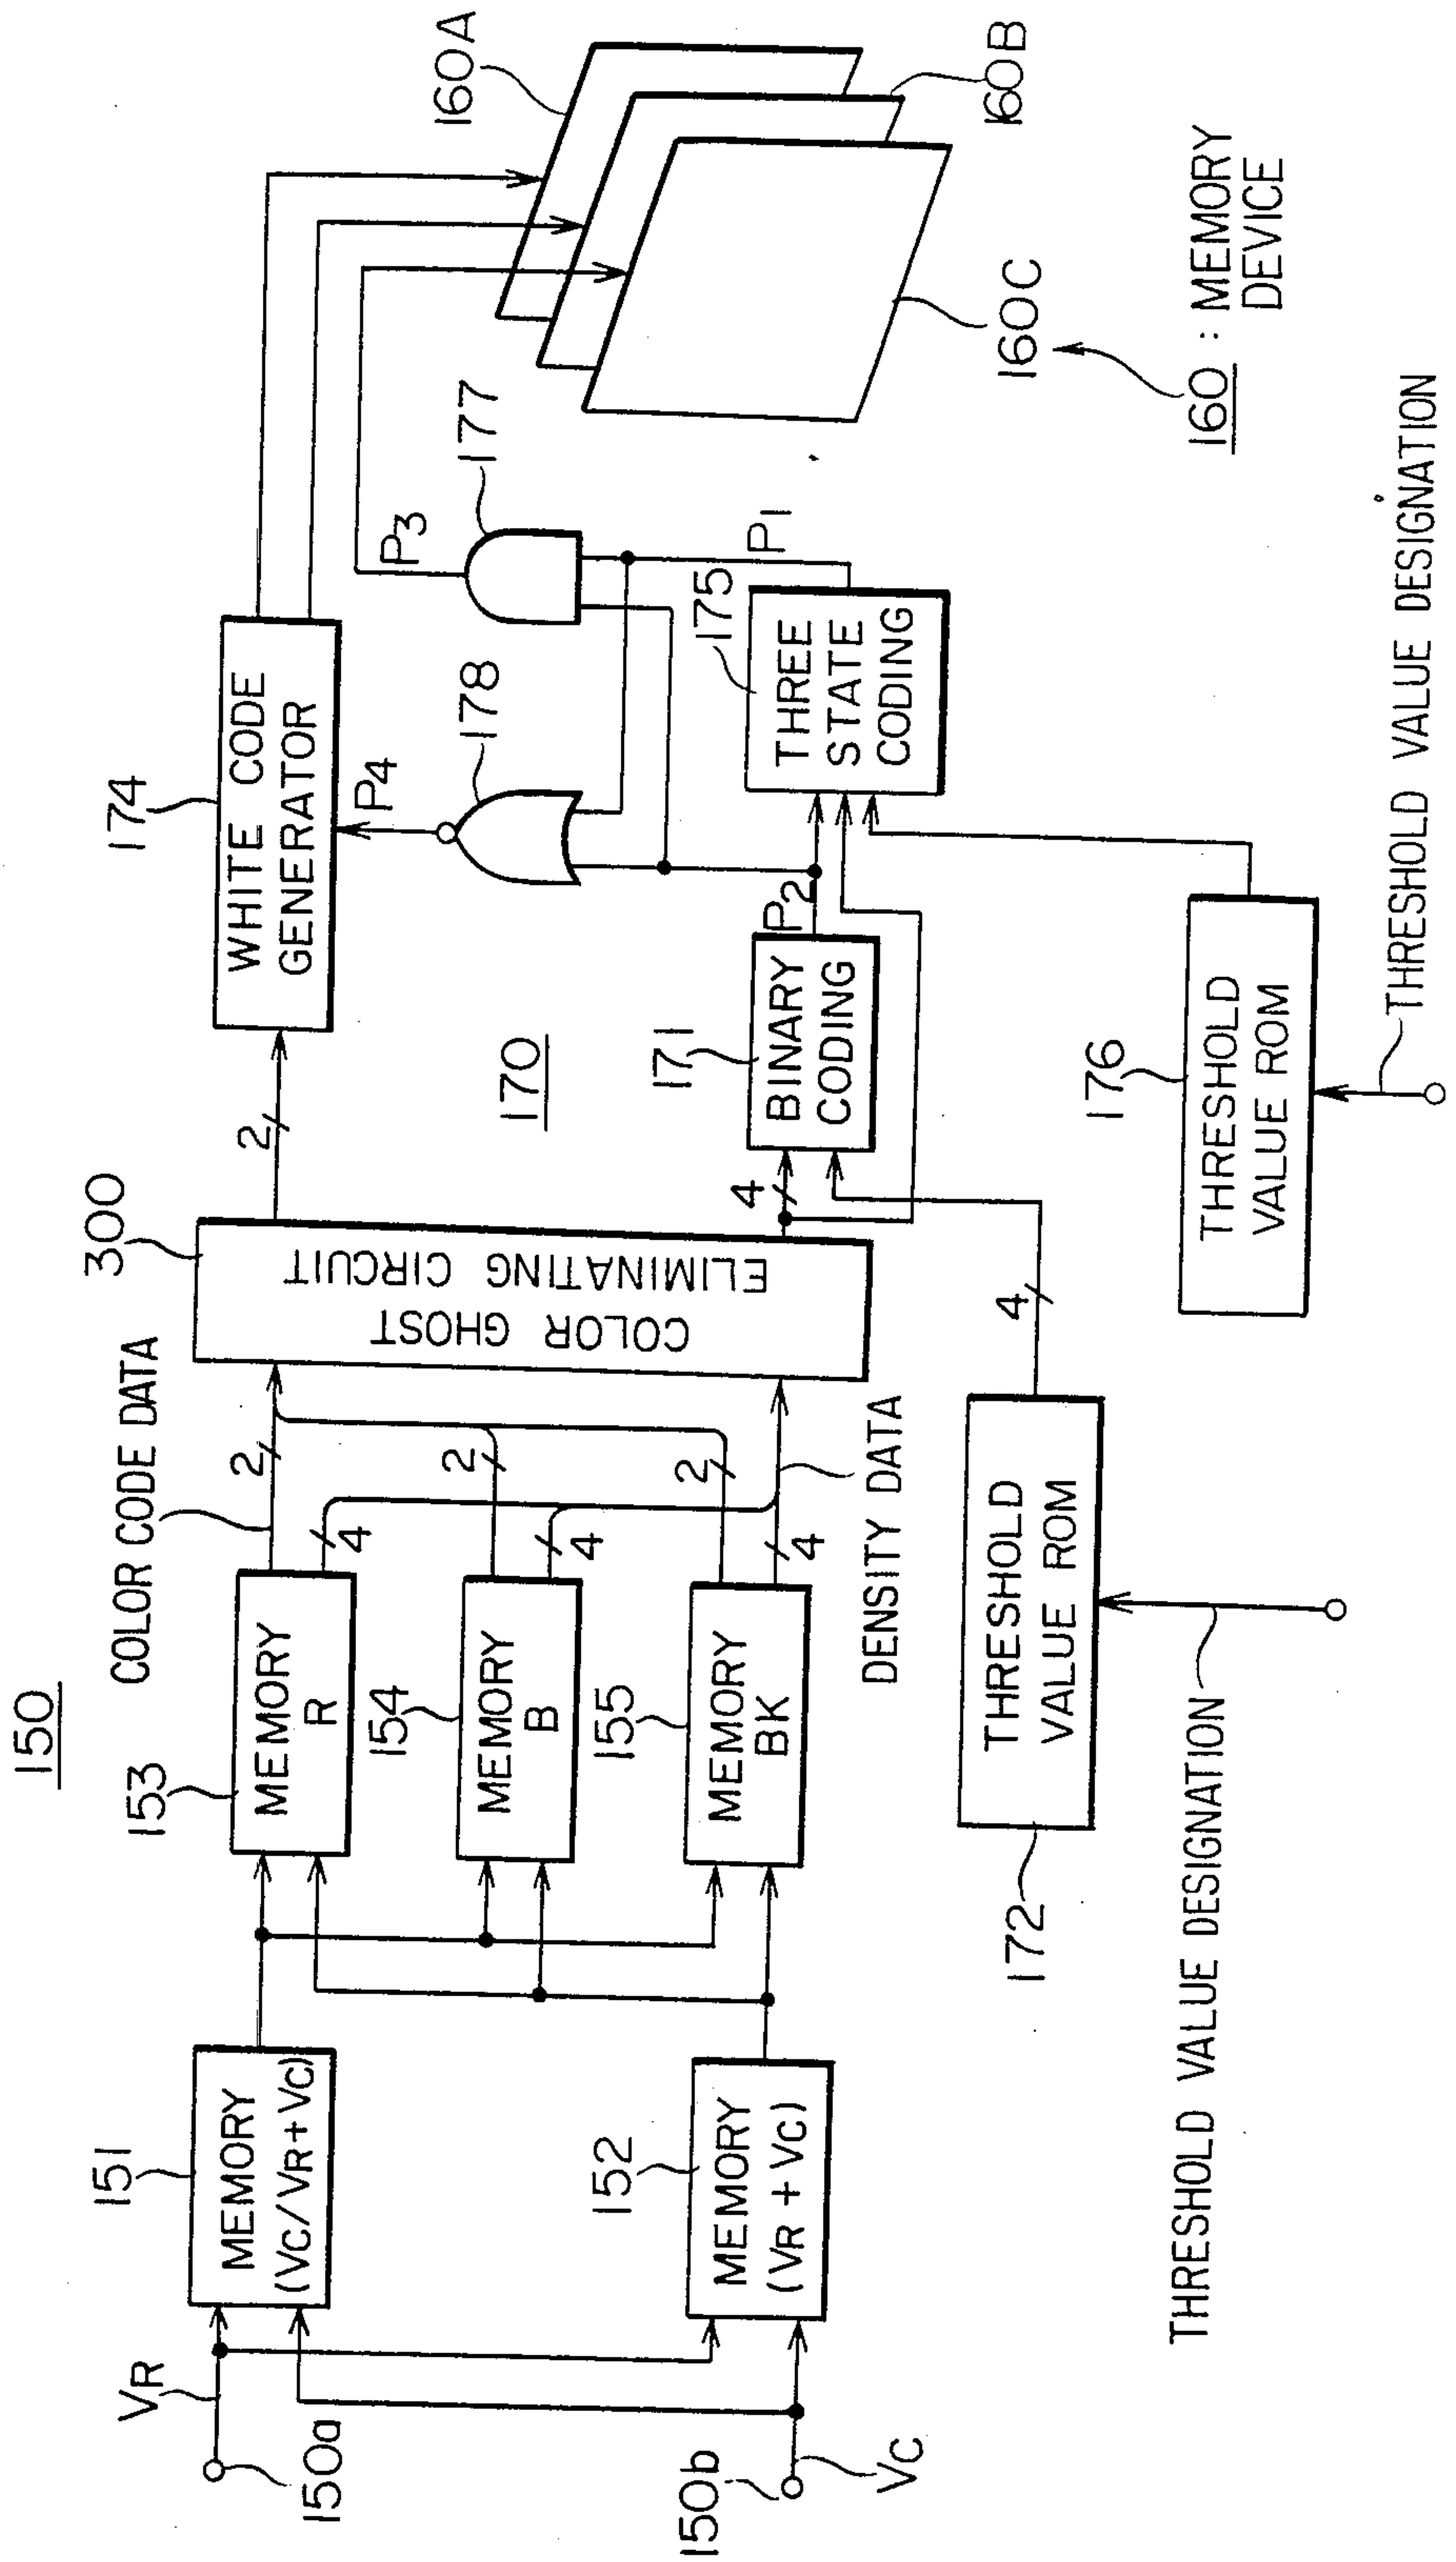 150
VR
150a
150b
VC
151
MEMORY
(VC/VR+VC)
152
MEMORY
(VR + VC)
153
MEMORY
R
154
MEMORY
B
155
MEMORY
BK
COLOR CODE DATA
2
4
2
4
2
4
DENSITY DATA
300
COLOR GHOST
ELIMINATING CIRCUIT
2
4
170
172
THRESHOLD
VALUE ROM
4
THRESHOLD VALUE DESIGNATION
171
BINARY
CODING
P2
174
WHITE CODE
GENERATOR
P4
178
175
THREE
STATE
CODING
P1
177
P3
176
THRESHOLD
VALUE ROM
THRESHOLD VALUE DESIGNATION
160A
160B
160C
160 : MEMORY
DEVICE